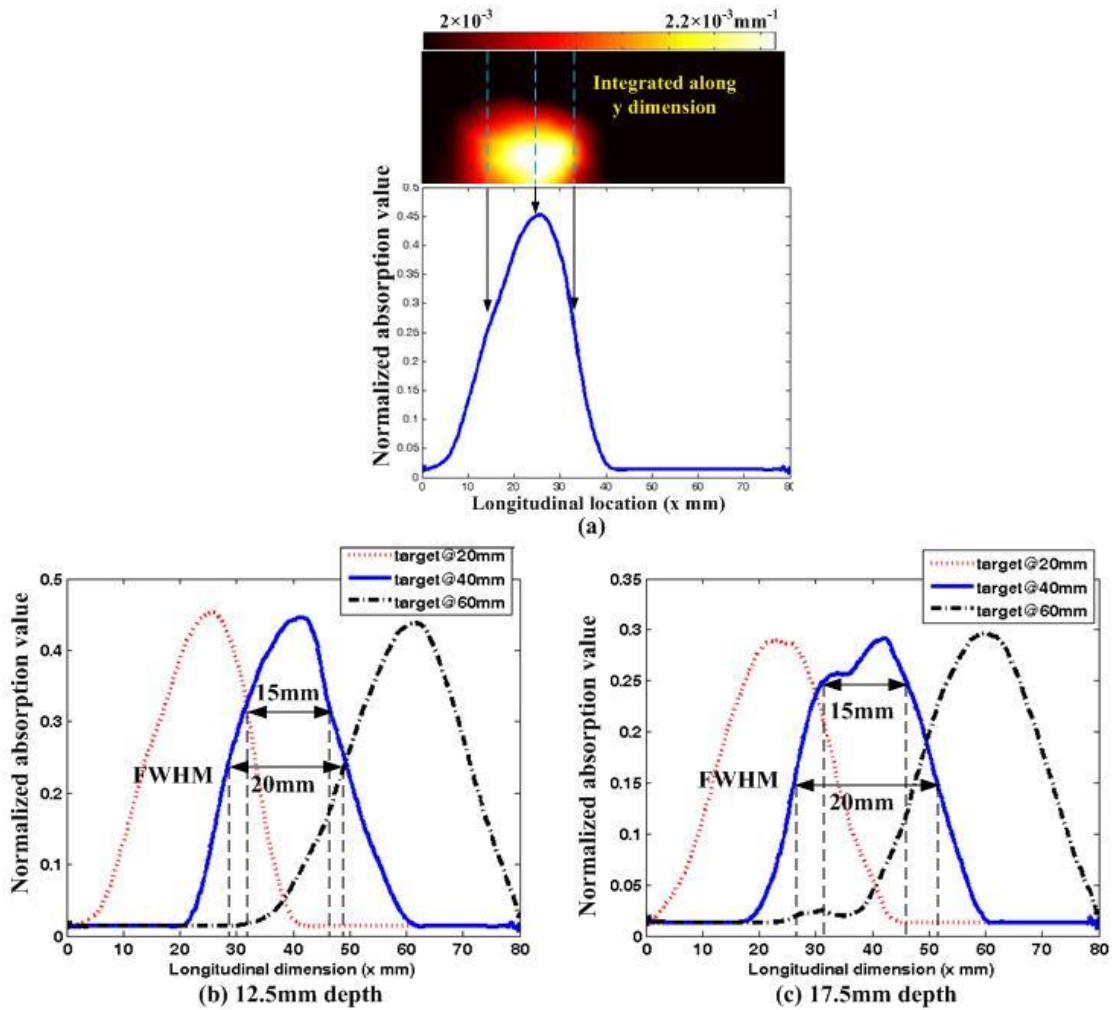 2×10⁻³ 2.2×10⁻³mm⁻¹
Integrated along
y dimension
Normalized absorption value
0.5
0.45
0.4
0.35
0.3
0.25
0.2
0.15
0.1
0.05
0
0 10 20 30 40 50 60 70 80
Longitudinal location (x mm)
(a)
target@20mm
target@40mm
target@60mm
Normalized absorption value
0.5
0.4
0.3
0.2
0.1
0
15mm
FWHM
20mm
0 10 20 30 40 50 60 70 80
Longitudinal dimension (x mm)
(b) 12.5mm depth
target@20mm
target@40mm
target@60mm
Normalized absorption value
0.35
0.3
0.25
0.2
0.15
0.1
0.05
0
15mm
FWHM
20mm
0 10 20 30 40 50 60 70 80
Longitudinal dimension (x mm)
(c) 17.5mm depth